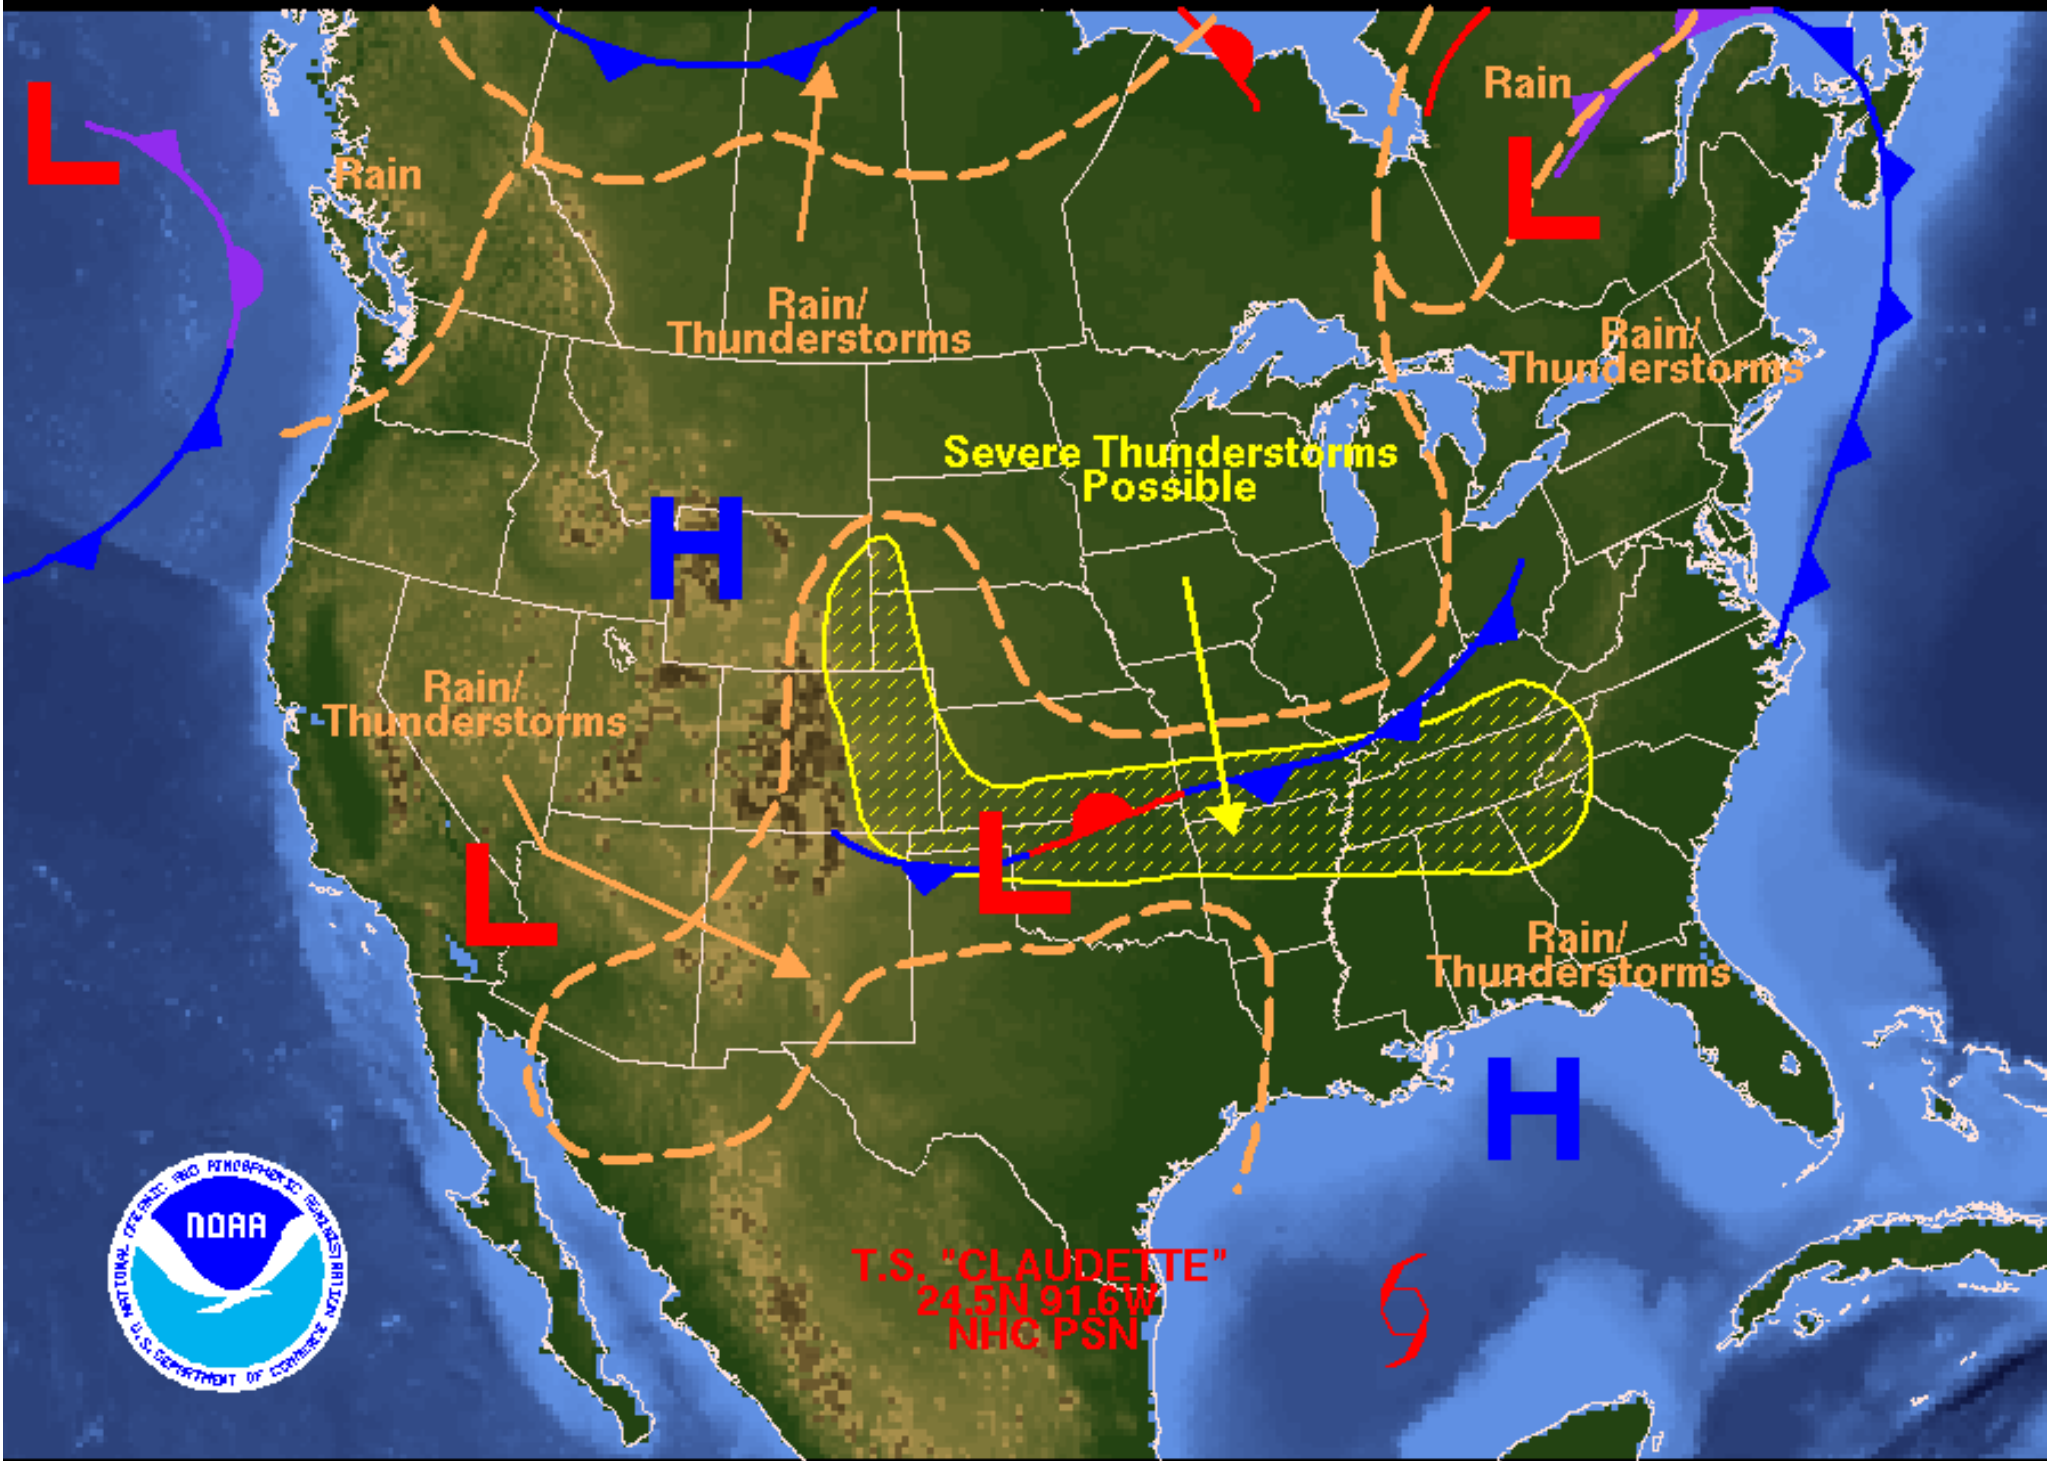 L
Rain
Rain
L
Rain/
Thunderstorms
Rain/
Thunderstorms
Severe Thunderstorms
Possible
H
Rain/
Thunderstorms
L
L
Rain/
Thunderstorms
H
NATIONAL OCEANIC AND ATMOSPHERIC ADMINISTRATION
NOAA
U.S. DEPARTMENT OF COMMERCE
T.S. "CLAUDETTE"
24.5N 91.6W
NHC PSN